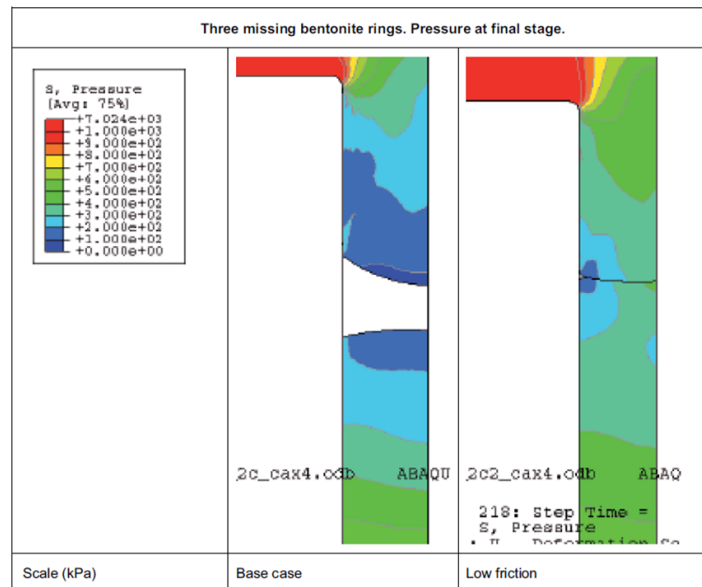 Three missing bentonite rings. Pressure at final stage.
S, Pressure
(Avg: 75%)
+7.024e+03
+1.000e+03
+9.000e+02
+8.000e+02
+7.000e+02
+6.000e+02
+5.000e+02
+4.000e+02
+3.000e+02
+2.000e+02
+1.000e+02
+0.000e+00
2c_cax4.odb ABAQU
2c2_cax4.odb ABAQ
218: Step Time =
S, Pressure
Scale (kPa)
Base case
Low friction